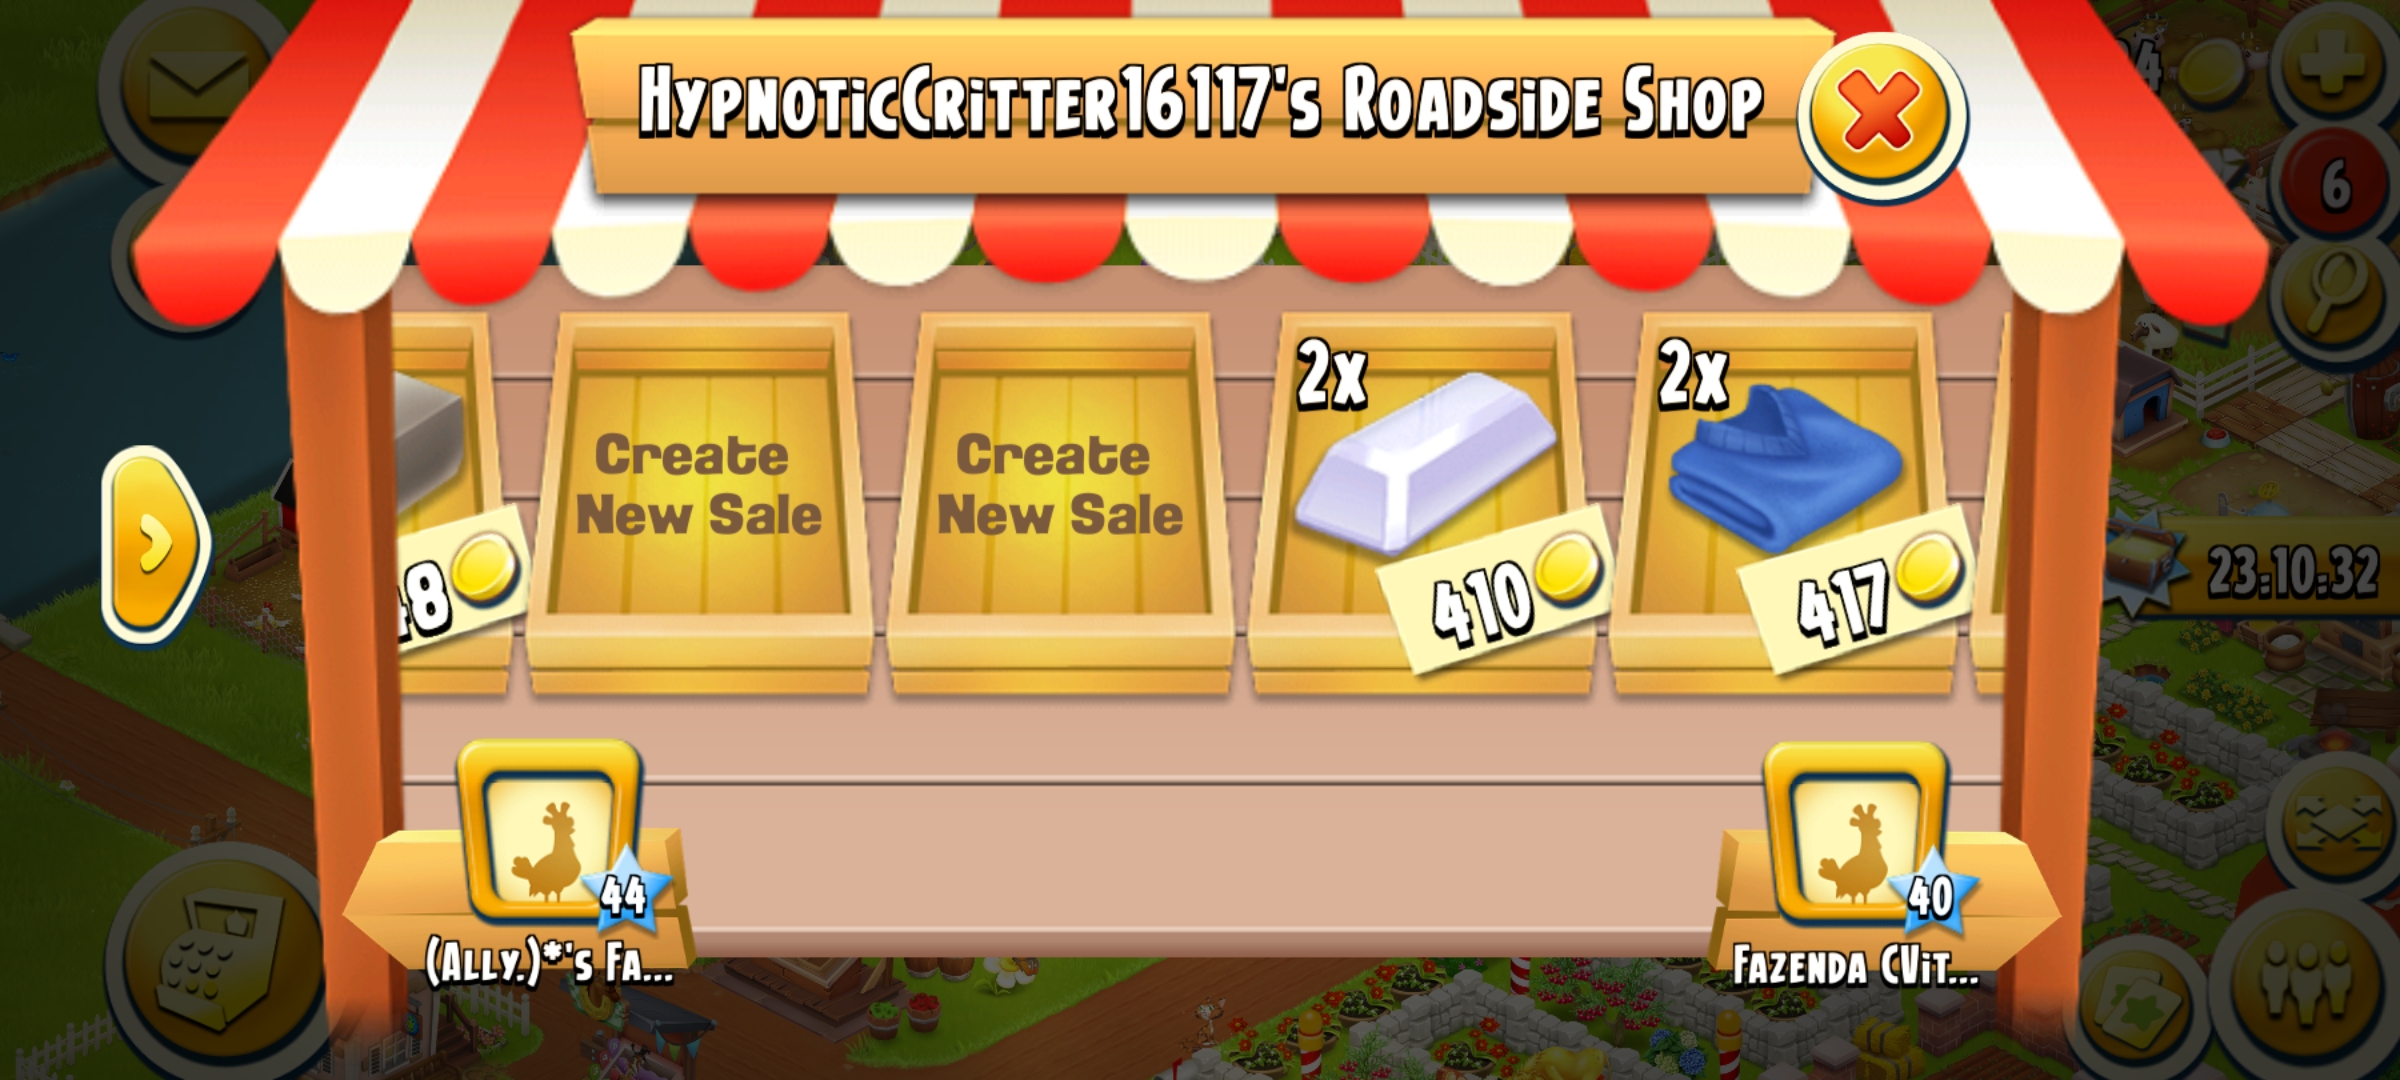 HypnoticCritter16117's Roadside Shop
6
Create
New Sale
Create
New Sale
2x
2x
8
410
417
23:10:32
44
40
(Ally.)*'s Fa...
Fazenda CVit...